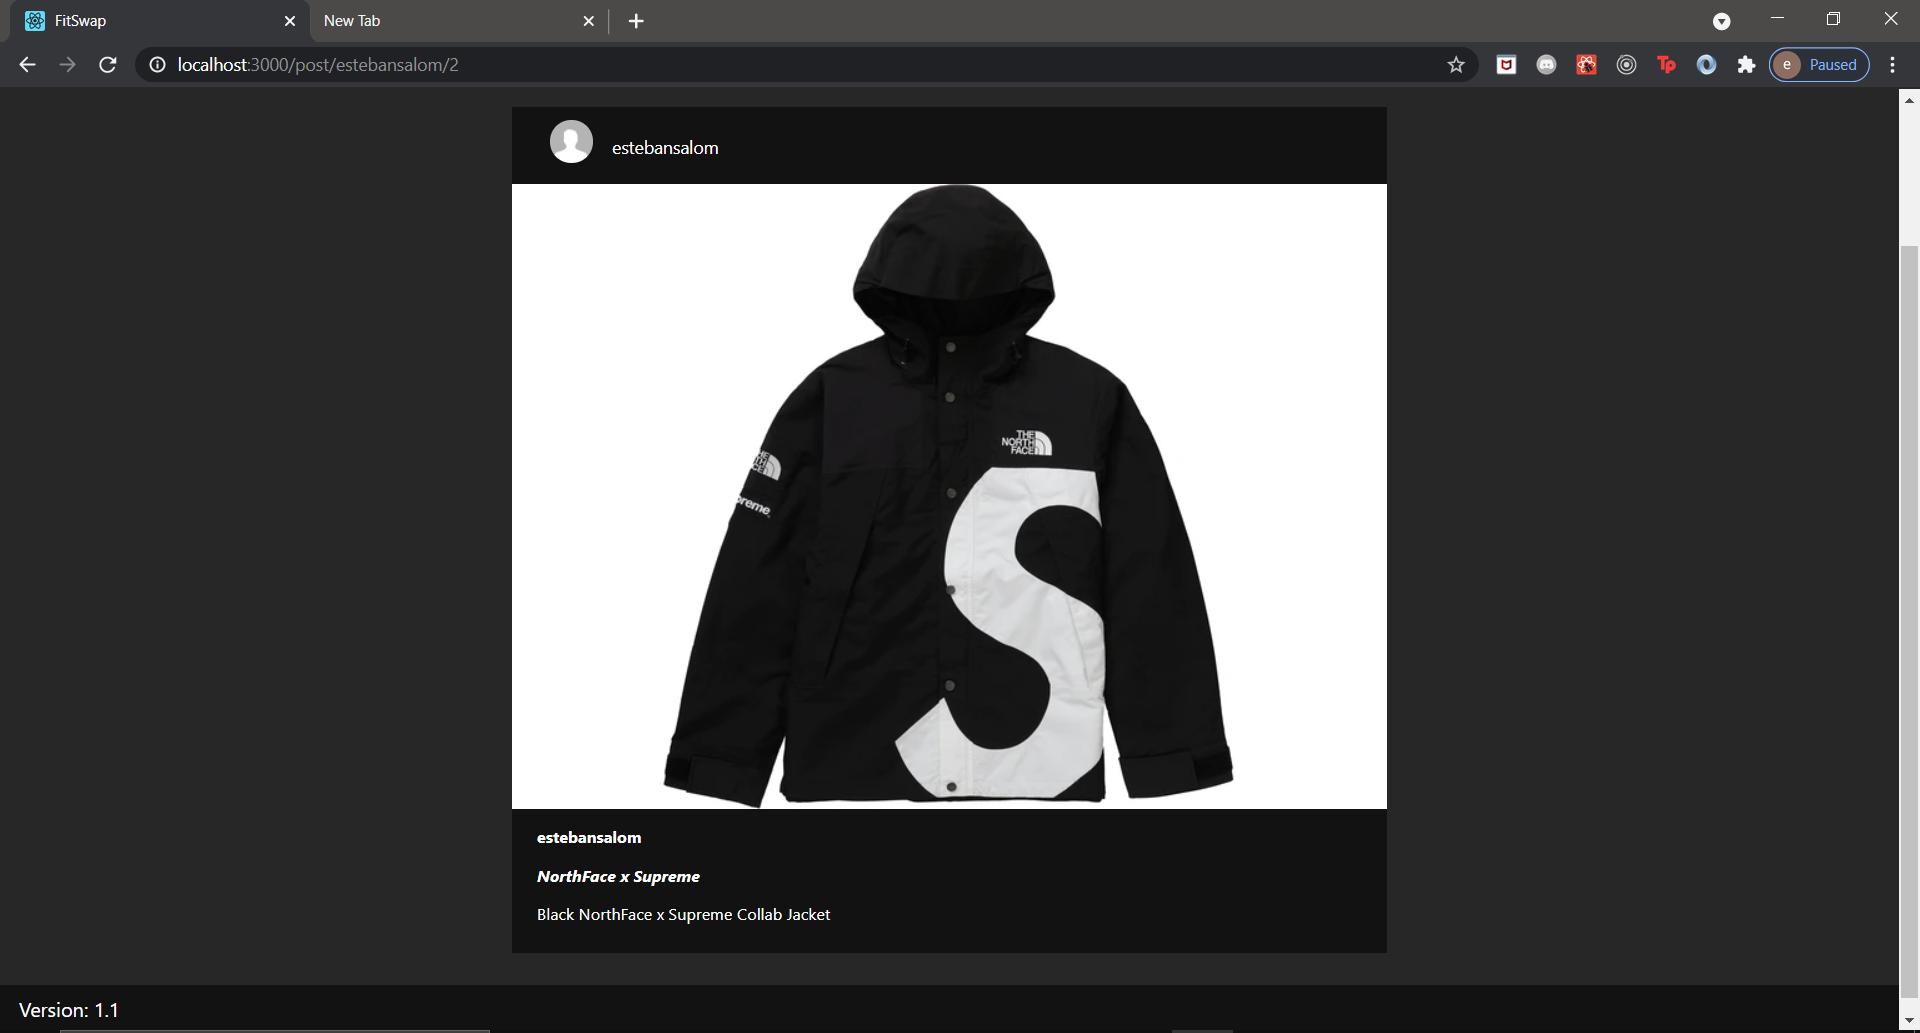 FitSwap
New Tab
localhost:3000/post/estebansalom/2
Tp
e Paused
estebansalom
THE
NORTH
FACE
preme
S
estebansalom
NorthFace x Supreme
Black NorthFace x Supreme Collab Jacket
Version: 1.1